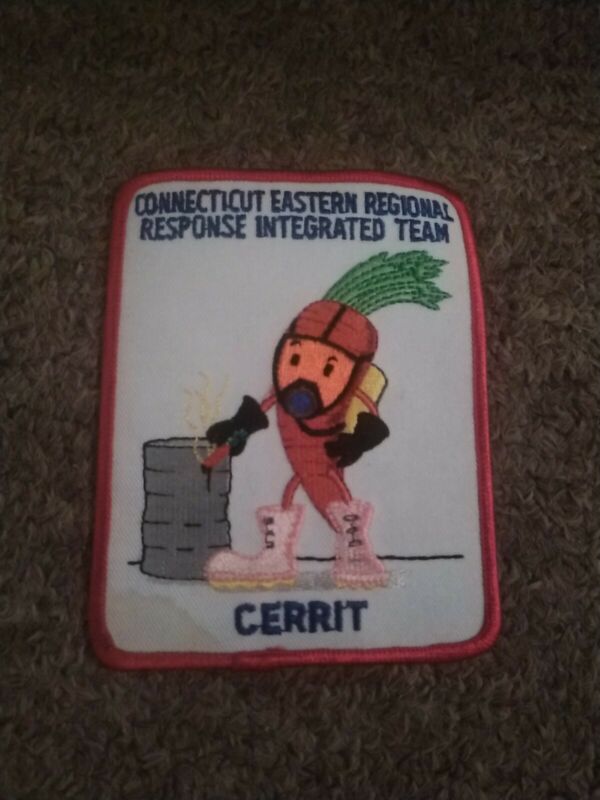 CONNECTICUT EASTERN REGIONAL
RESPONSE INTEGRATED TEAM
CERRIT